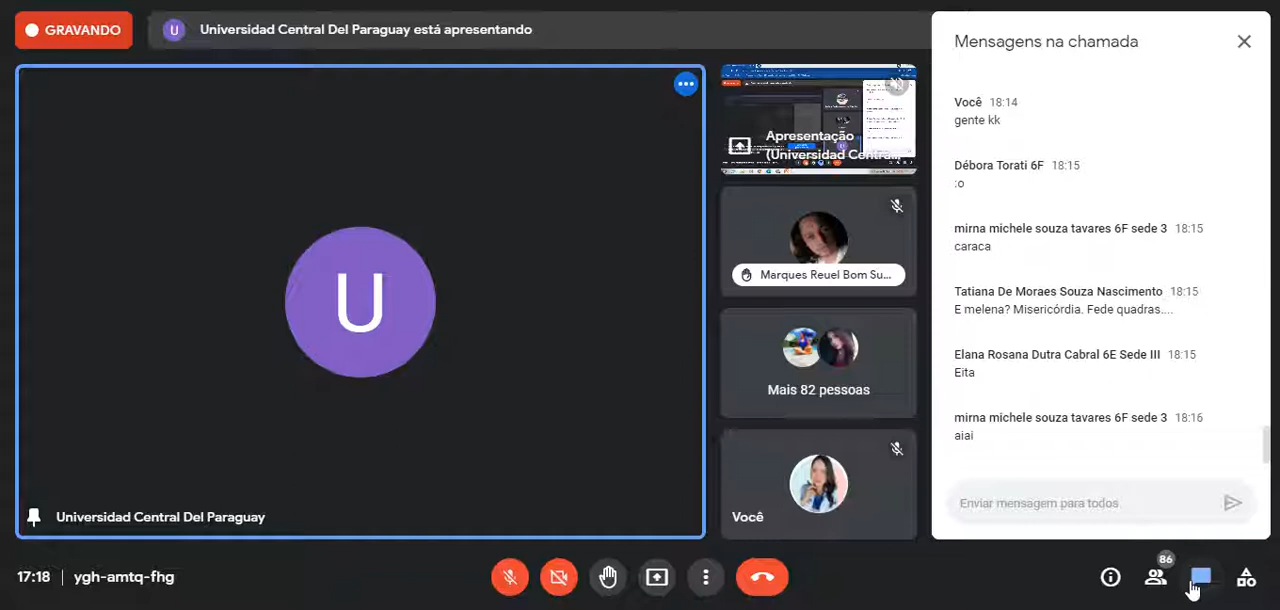 GRAVANDO
U
Universidad Central Del Paraguay está apresentando
U
Universidad Central Del Paraguay
Apresentação
(Universidad Centra...
Marques Reuel Bom Su...
Mais 82 pessoas
Você
Mensagens na chamada
Você 18:14
gente kk
Débora Torati 6F 18:15
:o
mirna michele souza tavares 6F sede 3 18:15
caraca
Tatiana De Moraes Souza Nascimento 18:15
E melena? Misericórdia. Fede quadras....
Elana Rosana Dutra Cabral 6E Sede III 18:15
Eita
mirna michele souza tavares 6F sede 3 18:16
aiai
Enviar mensagem para todos
17:18 | ygh-amtq-fhg
86